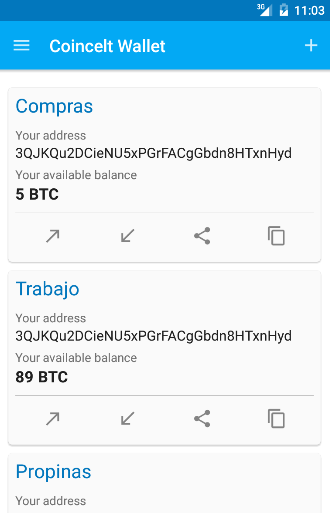 3G 11:03
Coincelt Wallet
Compras
Your address
3QJKQu2DCieNU5xPGrFACgGbdn8HTxnHyd
Your available balance
5 BTC
Trabajo
Your address
3QJKQu2DCieNU5xPGrFACgGbdn8HTxnHyd
Your available balance
89 BTC
Propinas
Your address